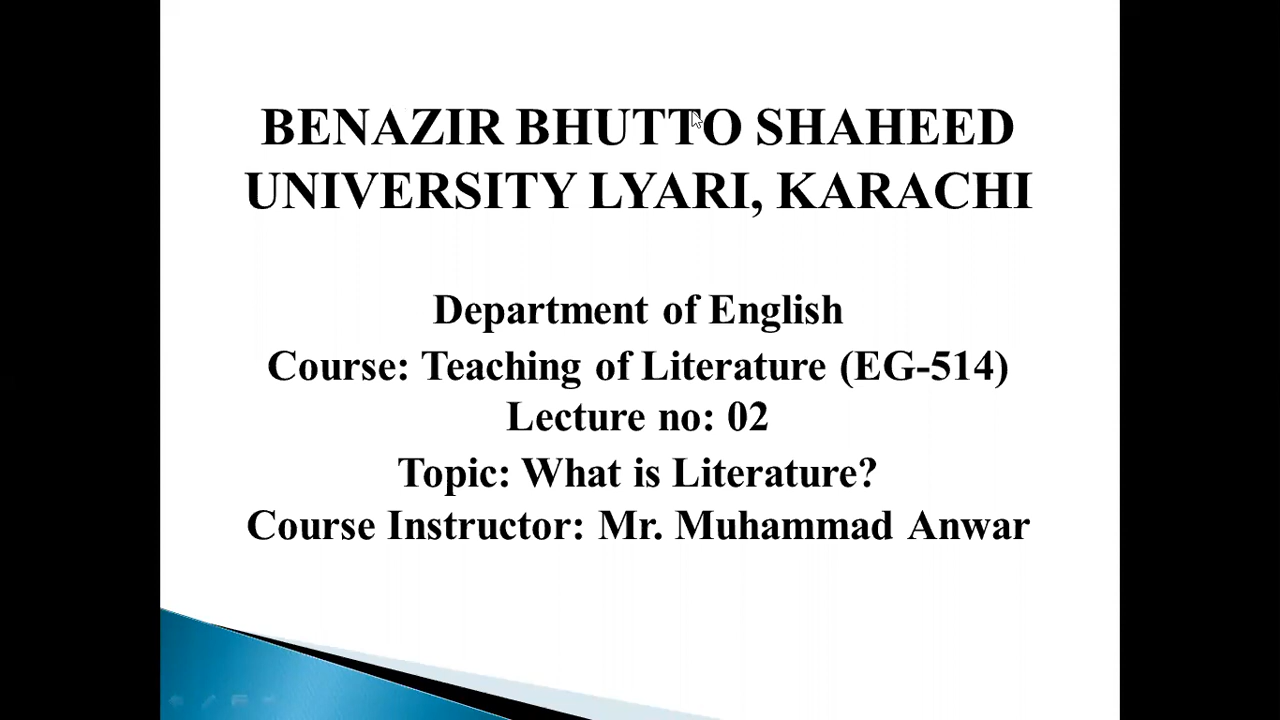 BENAZIR BHUTTO SHAHEED
UNIVERSITY LYARI, KARACHI
Department of English
Course: Teaching of Literature (EG-514)
Lecture no: 02
Topic: What is Literature?
Course Instructor: Mr. Muhammad Anwar